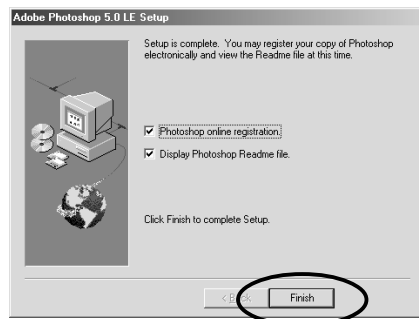 Adobe Photoshop 5.0 LE Setup
Setup is complete. You may register your copy of Photoshop
electronically and view the Readme file at this time.
Photoshop online registration.
Display Photoshop Readme file.
Click Finish to complete Setup.
< Back
Finish